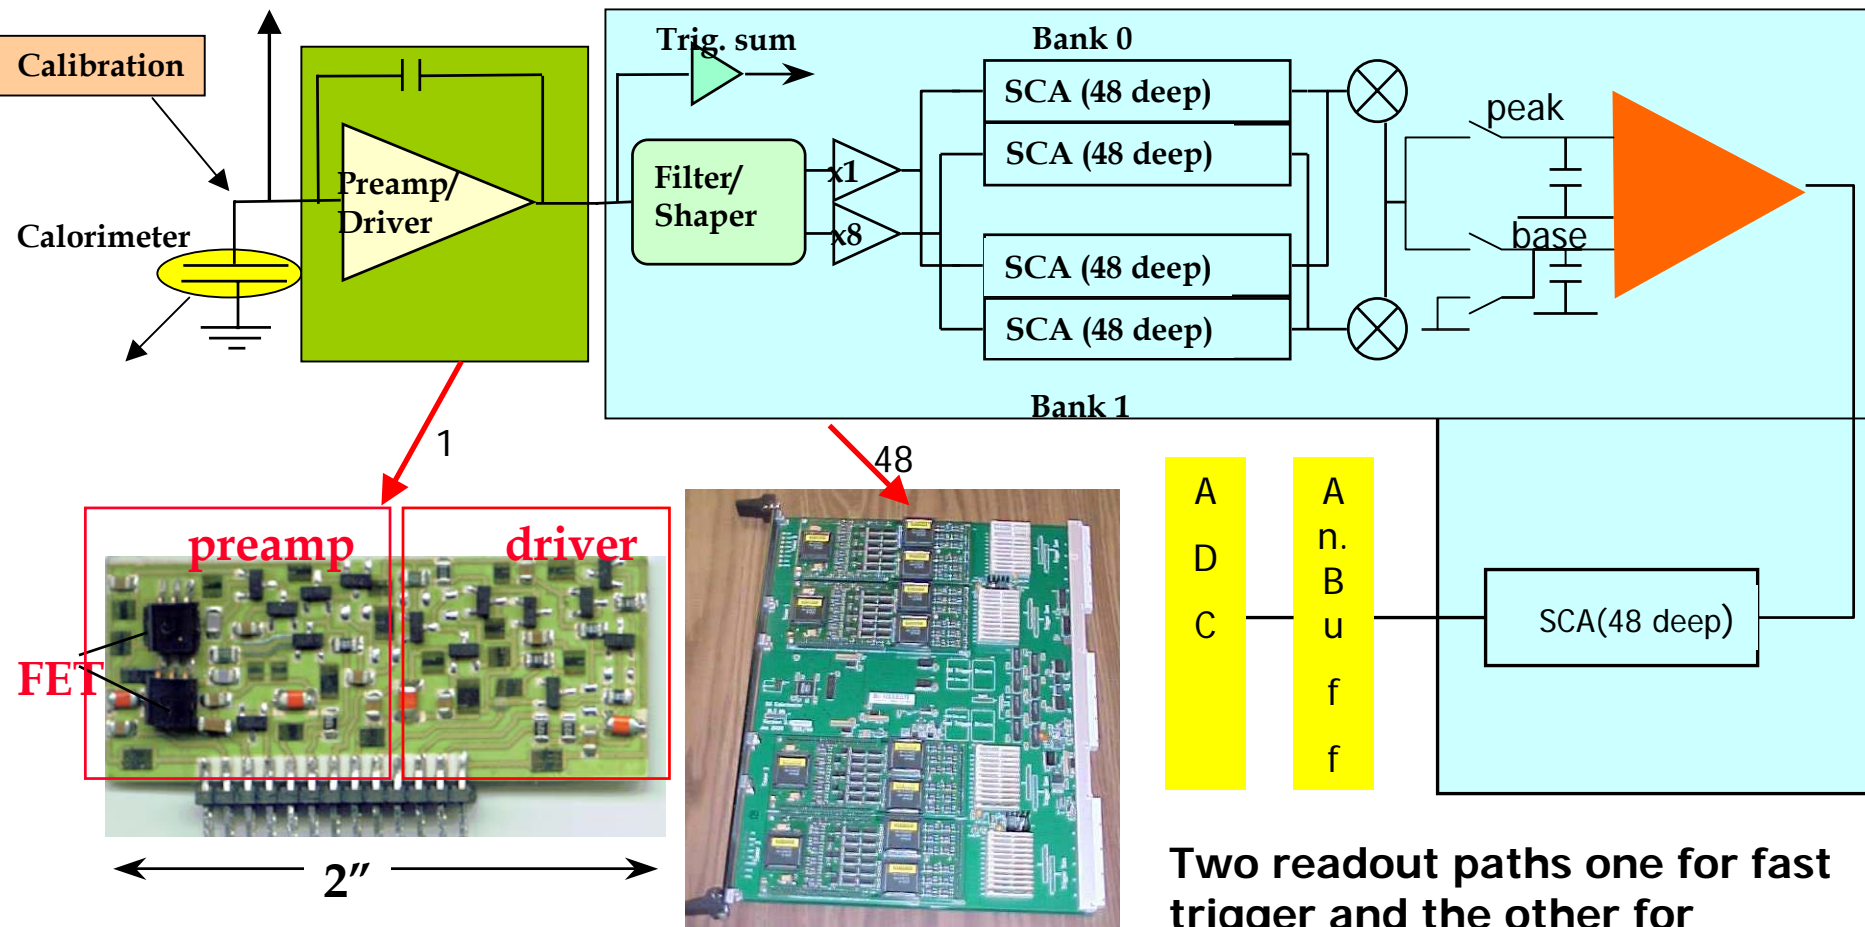 Trig. sum
Bank 0
Calibration
SCA (48 deep)
peak
SCA (48 deep)
Preamp/
Driver
Filter/
Shaper
x1
x8
Calorimeter
base
SCA (48 deep)
SCA (48 deep)
Bank 1
1
48
A
D
C
A
n.
B
u
f
f
preamp
driver
SCA(48 deep)
FET
2"
Two readout paths one for fast
trigger and the other for